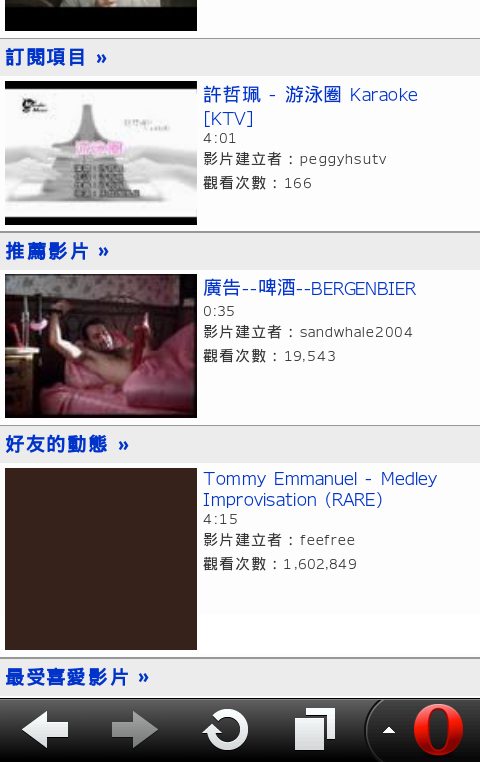 訂閱項目 »
許哲珮 - 游泳圈 Karaoke
[KTV]
4:01
影片建立者：peggyhsutv
觀看次數：166
推薦影片 »
廣告--啤酒--BERGENBIER
0:35
影片建立者：sandwhale2004
觀看次數：19,543
好友的動態 »
Tommy Emmanuel - Medley
Improvisation (RARE)
4:15
影片建立者：feefree
觀看次數：1,602,849
最受喜愛影片 »